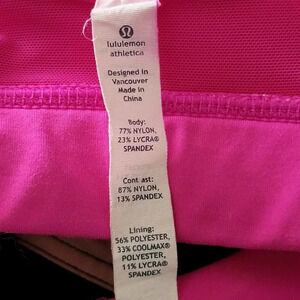 lululemon
athletica
Designed in
Vancouver
Made in
China
Body:
77% NYLON,
23% LYCRA®
SPANDEX
Cont ast:
87% NYLON,
13% SPANDEX
Lining:
56% POLYESTER,
33% COOLMAX®
POLYESTER,
11% LYCRA®
SPANDEX